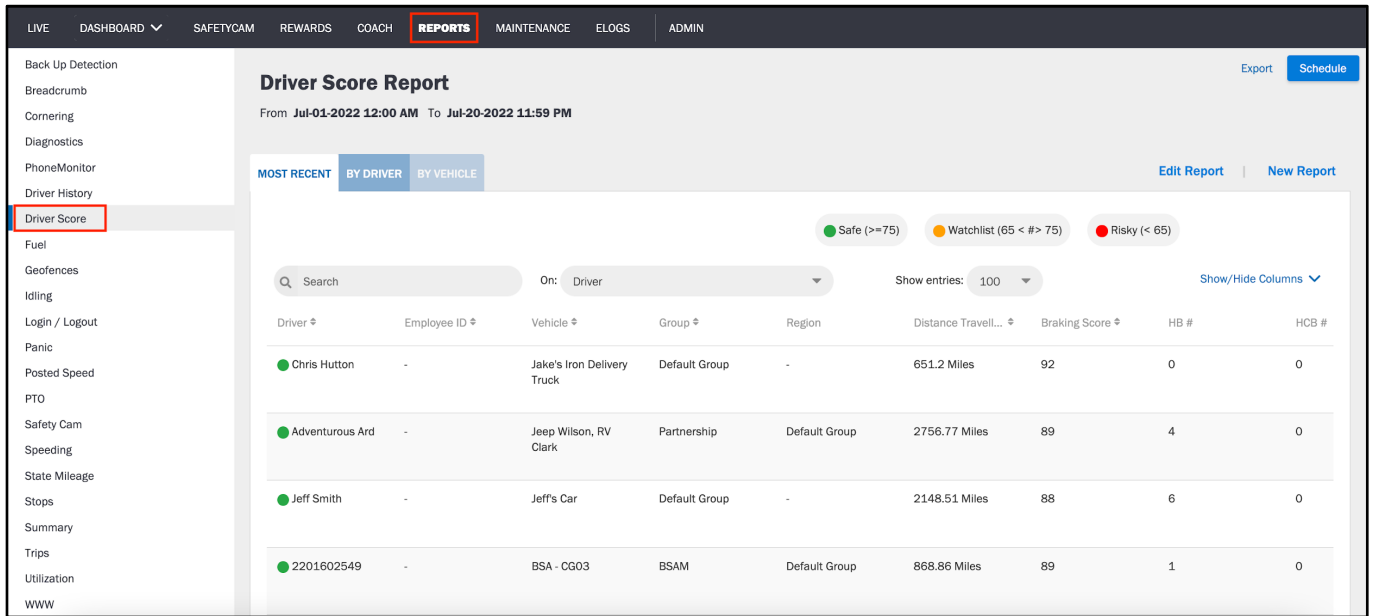 LIVE DASHBOARD SAFETYCAM REWARDS COACH REPORTS MAINTENANCE ELOGS ADMIN
Back Up Detection
Breadcrumb
Cornering
Diagnostics
PhoneMonitor
Driver History
Driver Score
Fuel
Geofences
Idling
Login / Logout
Panic
Posted Speed
PTO
Safety Cam
Speeding
State Mileage
Stops
Summary
Trips
Utilization
WWW
Driver Score Report
Export Schedule
From Jul-01-2022 12:00 AM To Jul-20-2022 11:59 PM
MOST RECENT BY DRIVER BY VEHICLE
Edit Report | New Report
Safe (>=75) Watchlist (65 < #> 75) Risky (< 65)
Search On: Driver Show entries: 100 Show/Hide Columns
Driver Employee ID Vehicle Group Region Distance Travell... Braking Score HB # HCB #
Chris Hutton - Jake's Iron Delivery Default Group - 651.2 Miles 92 0 0
Truck
Adventurous Ard - Jeep Wilson, RV Partnership Default Group 2756.77 Miles 89 4 0
Clark
Jeff Smith - Jeff's Car Default Group - 2148.51 Miles 88 6 0
2201602549 - BSA - CG03 BSAM Default Group 868.86 Miles 89 1 0